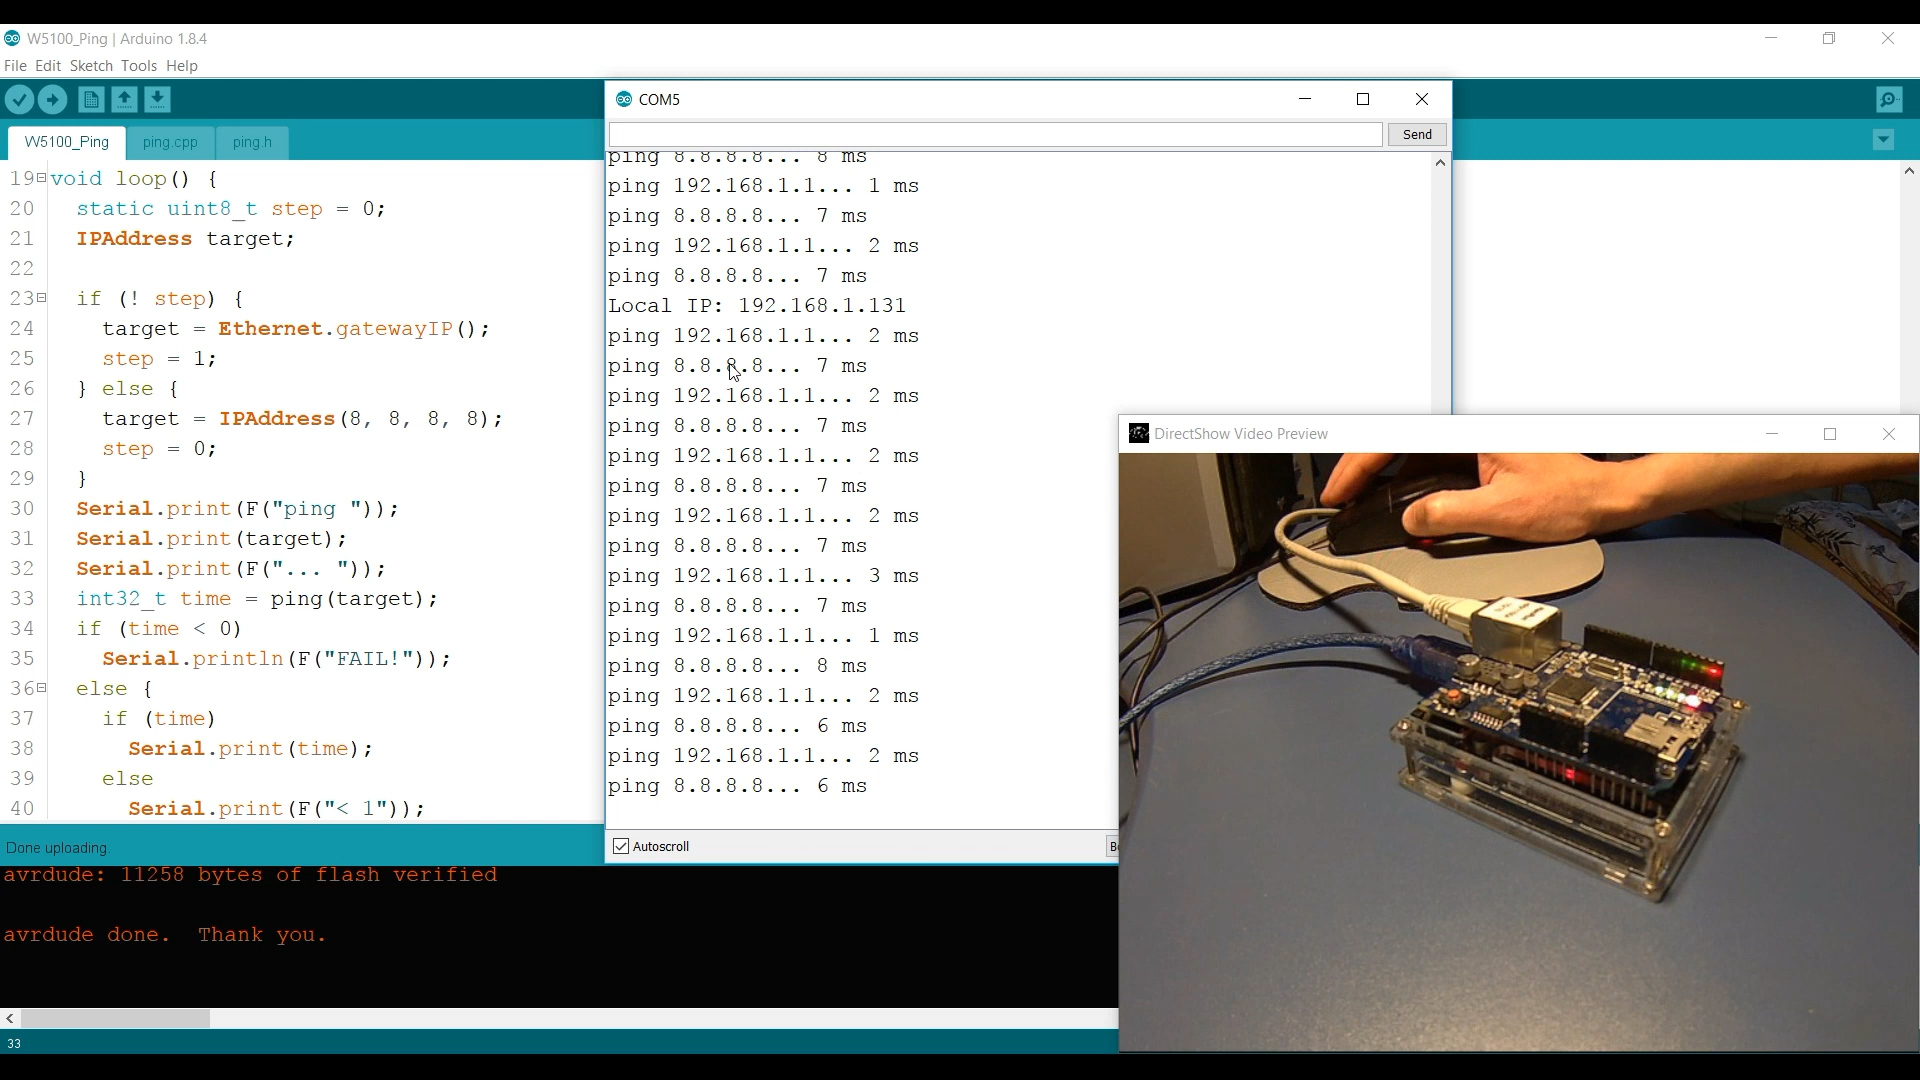 W5100_Ping | Arduino 1.8.4
File Edit Sketch Tools Help
W5100_Ping ping.cpp ping.h
19 void loop() {
20 static uint8_t step = 0;
21 IPAddress target;
22
23 if (! step) {
24 target = Ethernet.gatewayIP();
25 step = 1;
26 } else {
27 target = IPAddress(8, 8, 8, 8);
28 step = 0;
29 }
30 Serial.print(F("ping "));
31 Serial.print(target);
32 Serial.print(F("... "));
33 int32_t time = ping(target);
34 if (time < 0)
35 Serial.println(F("FAIL!"));
36 else {
37 if (time)
38 Serial.print(time);
39 else
40 Serial.print(F("< 1"));
Done uploading.
avrdude: 11258 bytes of flash verified
avrdude done.  Thank you.
33
COM5
Send
ping 8.8.8.8... 8 ms
ping 192.168.1.1... 1 ms
ping 8.8.8.8... 7 ms
ping 192.168.1.1... 2 ms
ping 8.8.8.8... 7 ms
Local IP: 192.168.1.131
ping 192.168.1.1... 2 ms
ping 8.8.8.8... 7 ms
ping 192.168.1.1... 2 ms
ping 8.8.8.8... 7 ms
ping 192.168.1.1... 2 ms
ping 8.8.8.8... 7 ms
ping 192.168.1.1... 2 ms
ping 8.8.8.8... 7 ms
ping 192.168.1.1... 3 ms
ping 8.8.8.8... 7 ms
ping 192.168.1.1... 1 ms
ping 8.8.8.8... 8 ms
ping 192.168.1.1... 2 ms
ping 8.8.8.8... 6 ms
ping 192.168.1.1... 2 ms
ping 8.8.8.8... 6 ms
Autoscroll
DirectShow Video Preview